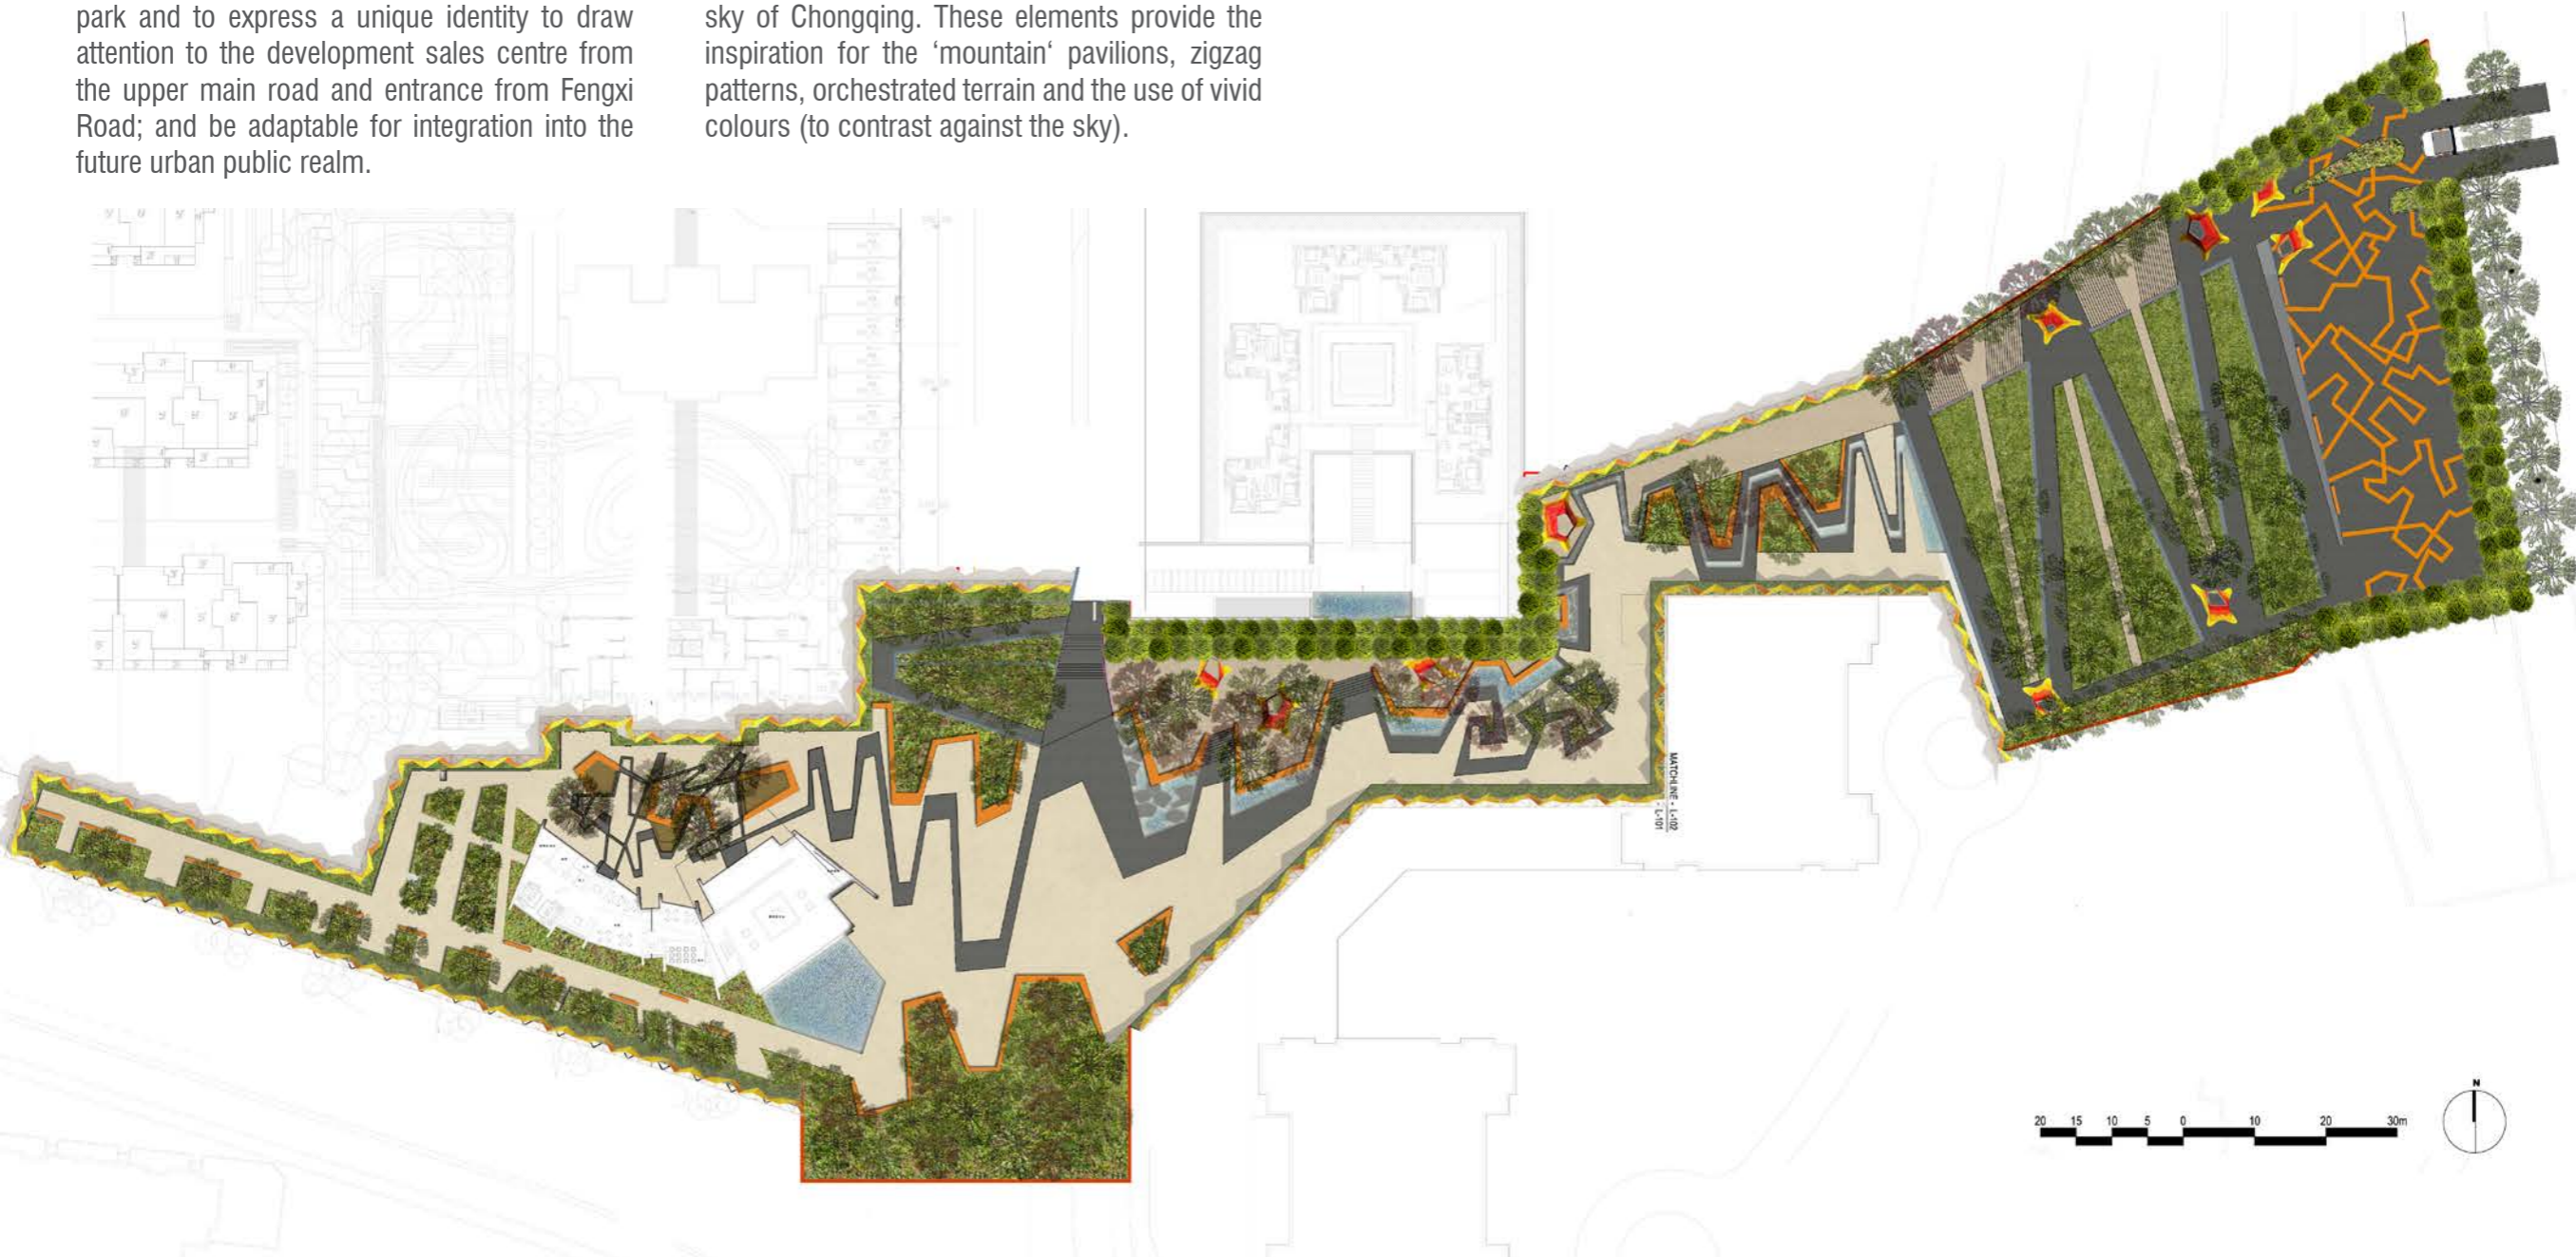 park and to express a unique identity to draw
attention to the development sales centre from
the upper main road and entrance from Fengxi
Road; and be adaptable for integration into the
future urban public realm.
sky of Chongqing. These elements provide the
inspiration for the ‘mountain‘ pavilions, zigzag
patterns, orchestrated terrain and the use of vivid
colours (to contrast against the sky).
MATCHLINE - L-102
- L-101
N
20 15 10 5 0 10 20 30m